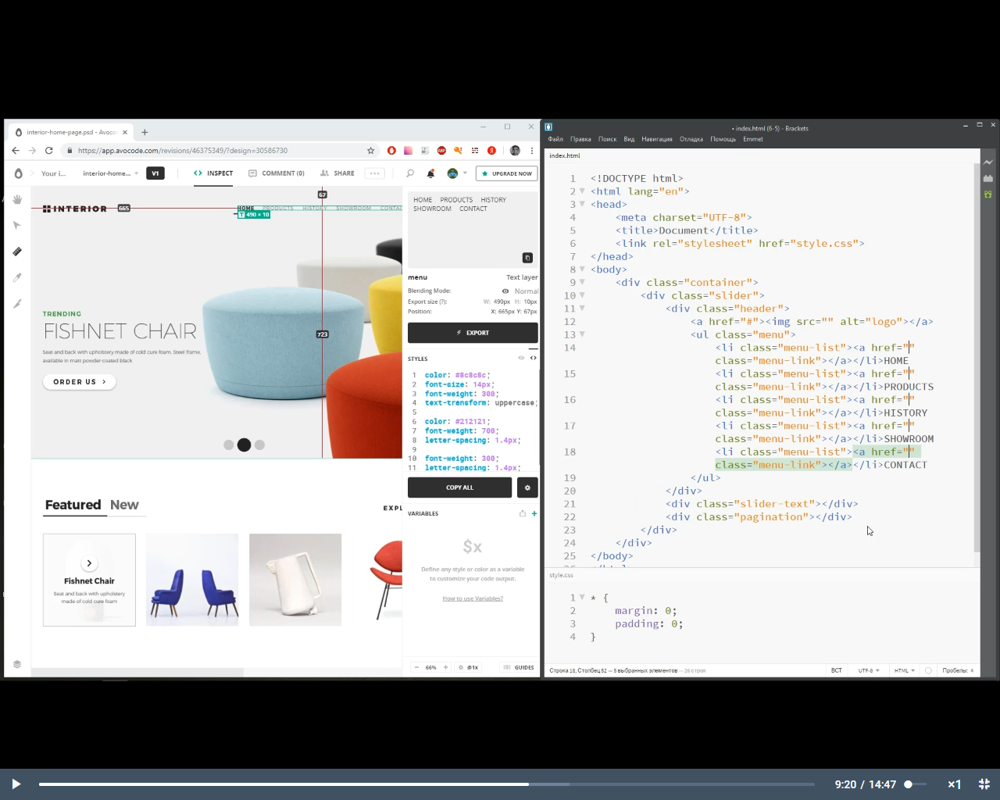 interior-home-page.psd - Avoco
https://app.avocode.com/revisions/46375349/?design=30586730
Your i...
interior-home...
V1
INSPECT
COMMENT (0)
SHARE
UPGRADE NOW
67
INTERIOR
665
HOME PRODUCTS HISTORY SHOWROOM CONTAC
T 490 × 10
TRENDING
FISHNET CHAIR
723
Seat and back with upholstery made of cold cure foam. Steel frame,
available in matt powder-coated black
ORDER US
Featured New
EXPL
Fishnet Chair
Seat and back with upholstery
made of cold cure foam
HOME PRODUCTS HISTORY
SHOWROOM CONTACT
menu Text layer
Blending Mode: Normal
Export size (?): W: 490px H: 10px
Position: X: 665px Y: 67px
EXPORT
STYLES
1 color: #8c8c8c;
2 font-size: 14px;
3 font-weight: 300;
4 text-transform: uppercase;
5
6 color: #212121;
7 font-weight: 700;
8 letter-spacing: 1.4px;
9
10 font-weight: 300;
11 letter-spacing: 1.4px;
COPY ALL
VARIABLES
$x
Define any style or color as a variable
to customize your code output.
How to use Variables?
66%
@1x
GUIDES
• index.html (6-5) - Brackets
Файл Правка Поиск Вид Навигация Отладка Помощь Emmet
index.html
1 <!DOCTYPE html>
2 <html lang="en">
3 <head>
4 <meta charset="UTF-8">
5 <title>Document</title>
6 <link rel="stylesheet" href="style.css">
7 </head>
8 <body>
9 <div class="container">
10 <div class="slider">
11 <div class="header">
12 <a href="#"><img src="" alt="logo"></a>
13 <ul class="menu">
14 <li class="menu-list"><a href=""
class="menu-link"></a></li>HOME
15 <li class="menu-list"><a href=""
class="menu-link"></a></li>PRODUCTS
16 <li class="menu-list"><a href=""
class="menu-link"></a></li>HISTORY
17 <li class="menu-list"><a href=""
class="menu-link"></a></li>SHOWROOM
18 <li class="menu-list"><a href=""
class="menu-link"></a></li>CONTACT
19 </ul>
20 </div>
21 <div class="slider-text"></div>
22 <div class="pagination"></div>
23 </div>
24 </div>
25 </body>
style.css
1 * {
2 margin: 0;
3 padding: 0;
4 }
Строка 18, Столбец 52 — 5 выбранных элементов — 26 строк
ВСТ
UTF-8
HTML
Пробелы: 4
9:20 / 14:47
×1